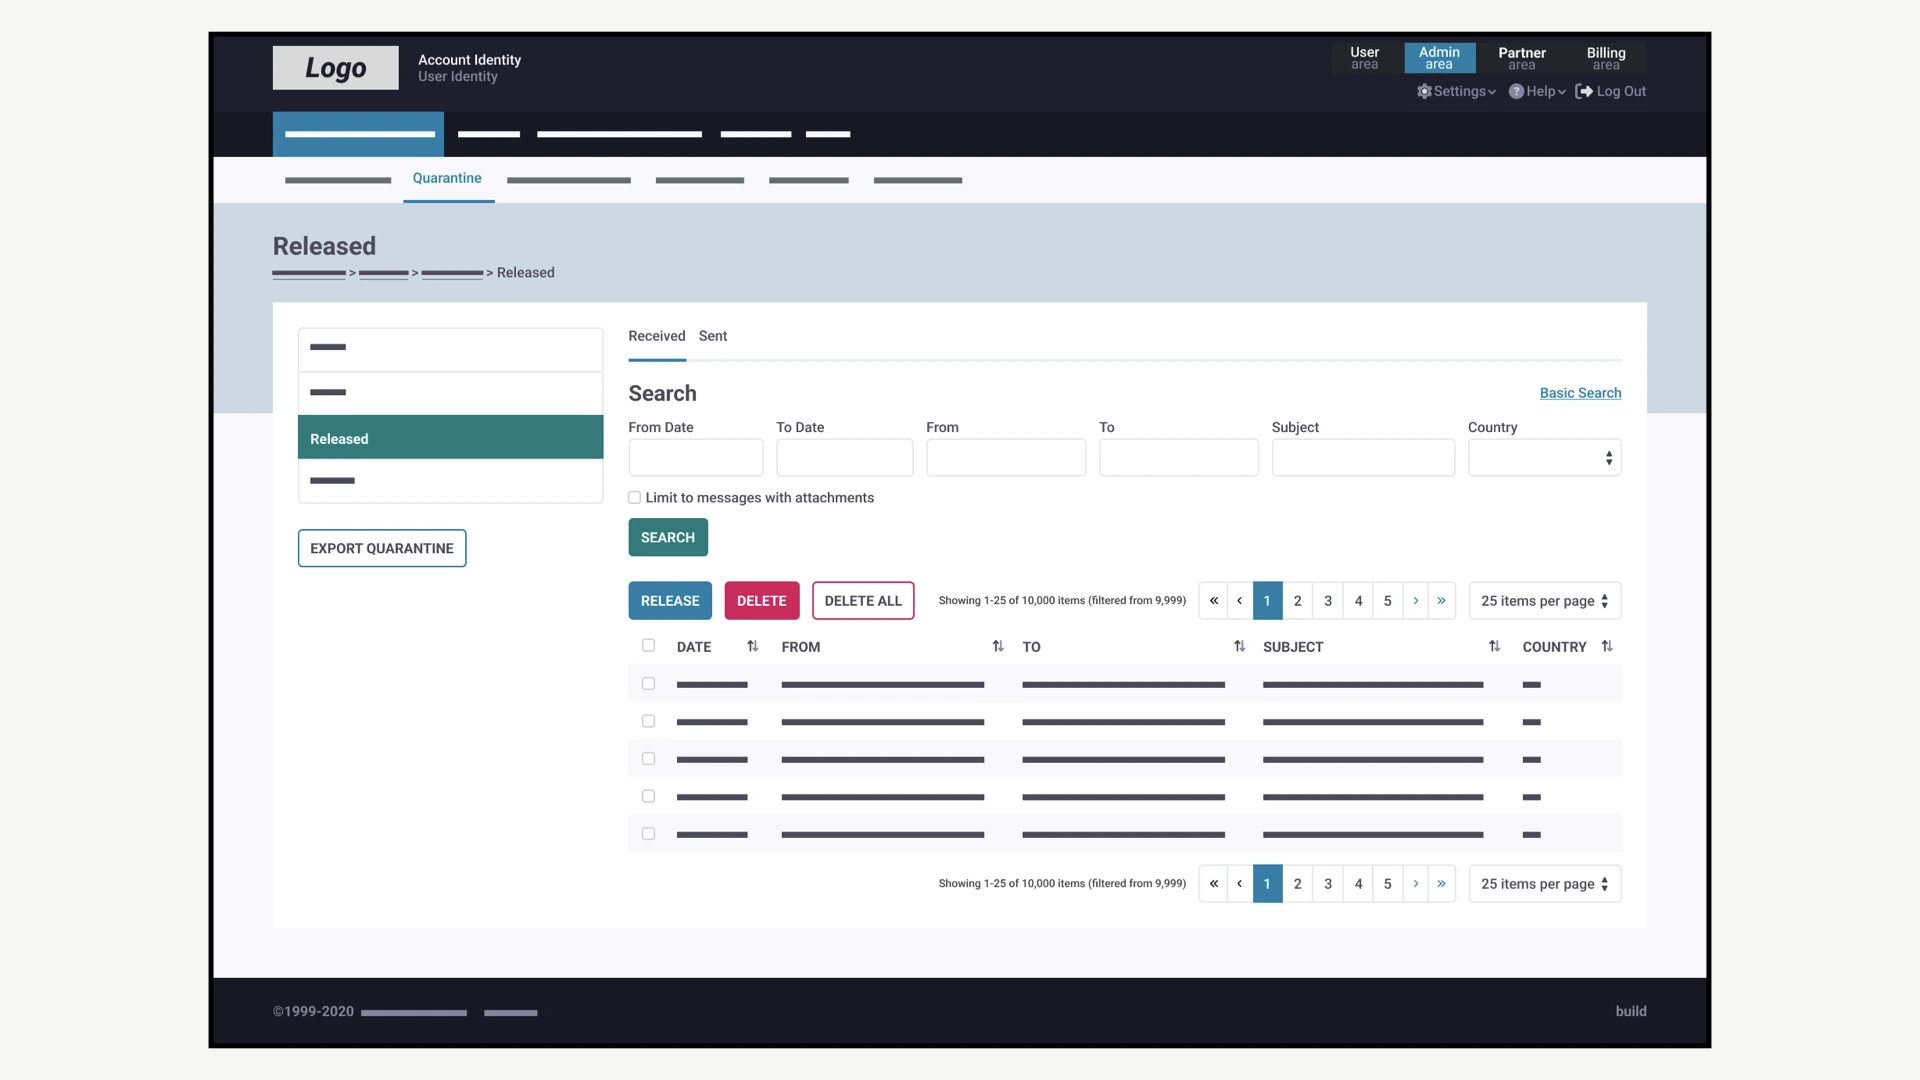 Logo
Account Identity
User Identity
User area
Admin area
Partner area
Billing area
Settings
Help
Log Out
Quarantine
Released
> > > Released
Released
EXPORT QUARANTINE
Received Sent
Search
Basic Search
From Date To Date From To Subject Country
Limit to messages with attachments
SEARCH
RELEASE DELETE DELETE ALL Showing 1-25 of 10,000 items (filtered from 9,999) « ‹ 1 2 3 4 5 › » 25 items per page
DATE FROM TO SUBJECT COUNTRY
Showing 1-25 of 10,000 items (filtered from 9,999) « ‹ 1 2 3 4 5 › » 25 items per page
©1999-2020
build